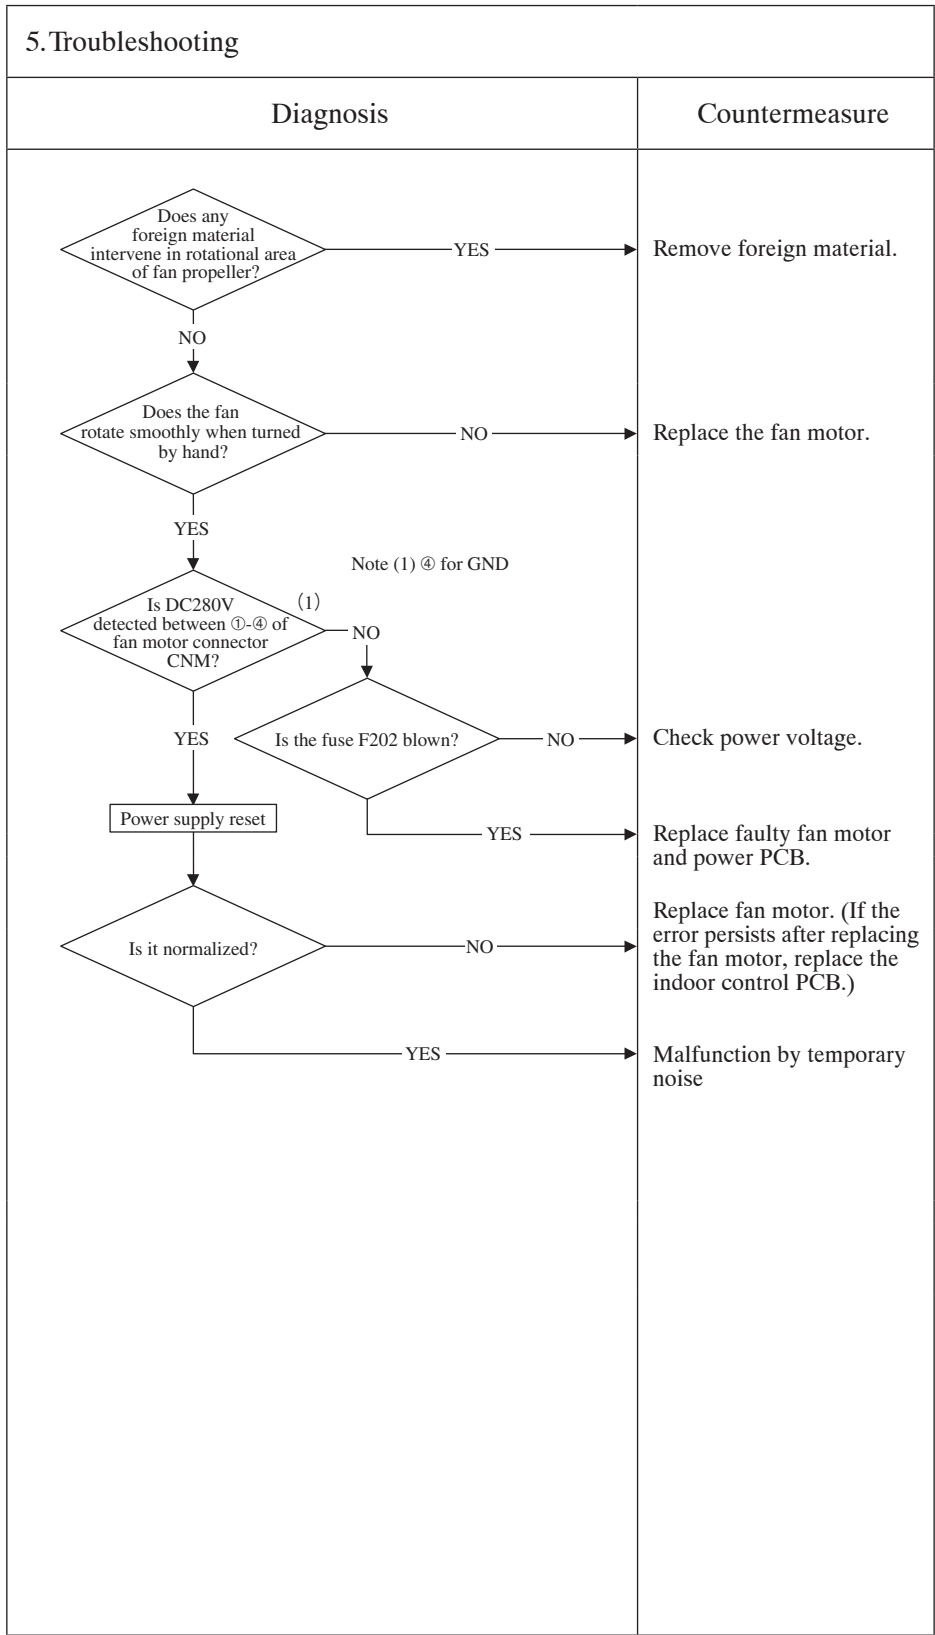 5.Troubleshooting
Diagnosis
Countermeasure
Does any
foreign material
intervene in rotational area
of fan propeller?
YES
Remove foreign material.
NO
Does the fan
rotate smoothly when turned
by hand?
NO
Replace the fan motor.
YES
Note (1) ④ for GND
Is DC280V
detected between ①-④ of
fan motor connector
CNM?
(1)
NO
YES
Is the fuse F202 blown?
NO
Check power voltage.
Power supply reset
YES
Replace faulty fan motor
and power PCB.
Is it normalized?
NO
Replace fan motor. (If the
error persists after replacing
the fan motor, replace the
indoor control PCB.)
YES
Malfunction by temporary
noise